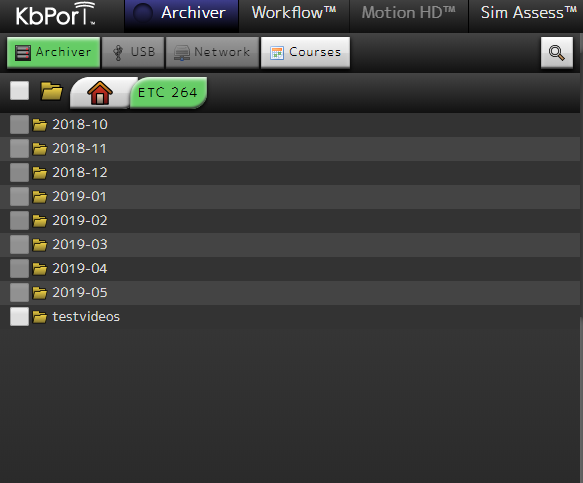 KbPort™ Archiver Workflow™ Motion HD™ Sim Assess™
Archiver USB Network Courses
ETC 264
2018-10
2018-11
2018-12
2019-01
2019-02
2019-03
2019-04
2019-05
testvideos